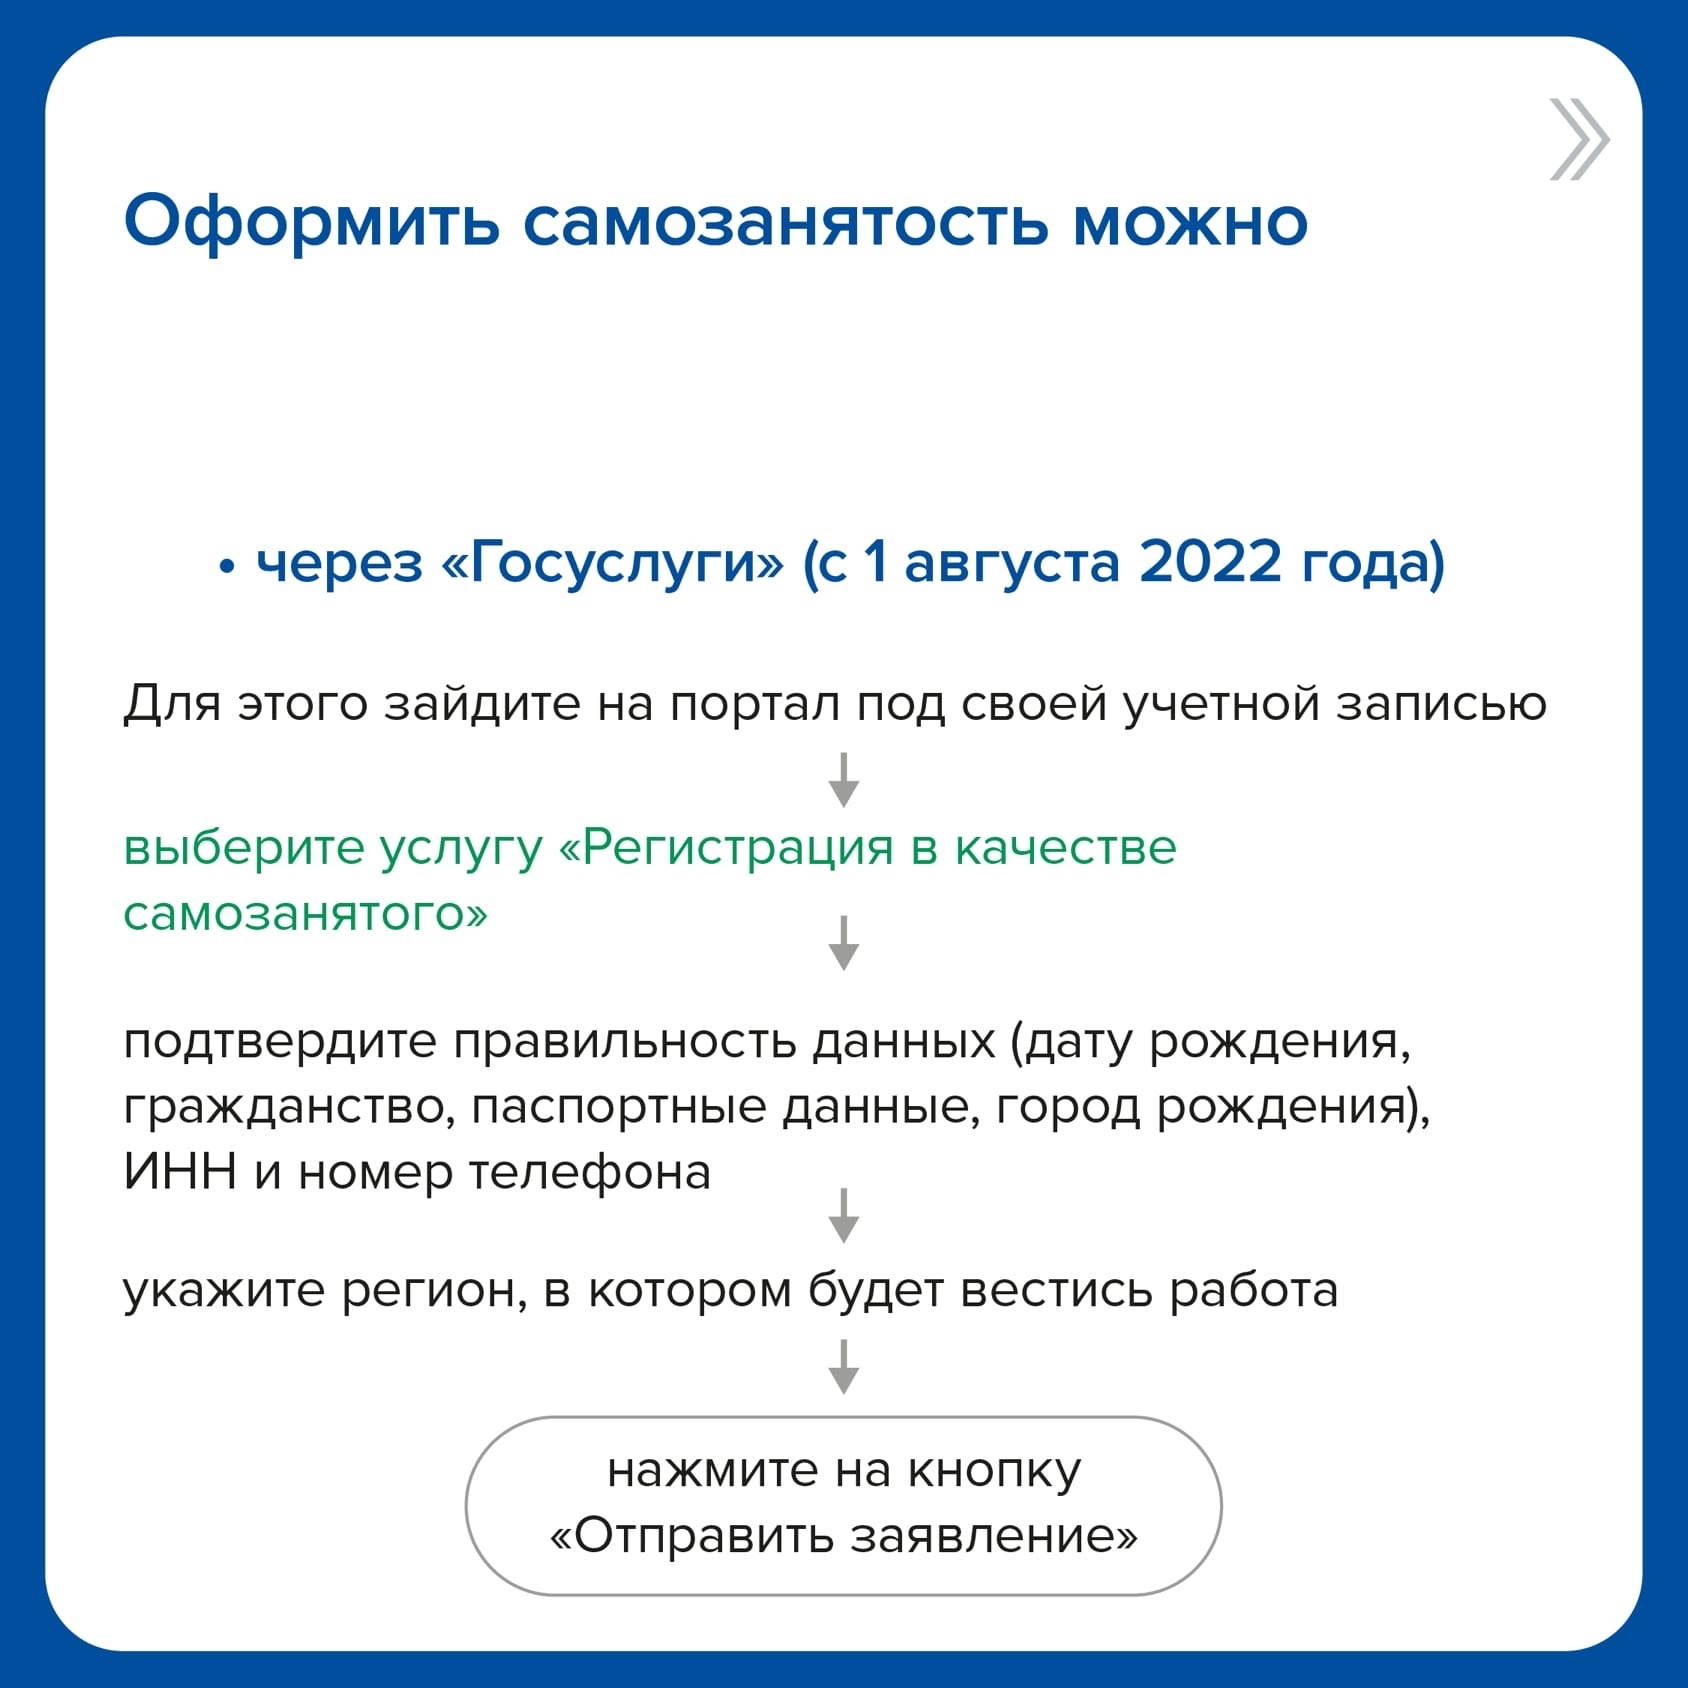 Оформить самозанятость можно
• через «Госуслуги» (с 1 августа 2022 года)
Для этого зайдите на портал под своей учетной записью
выберите услугу «Регистрация в качестве
самозанятого»
подтвердите правильность данных (дату рождения,
гражданство, паспортные данные, город рождения),
ИНН и номер телефона
укажите регион, в котором будет вестись работа
нажмите на кнопку
«Отправить заявление»